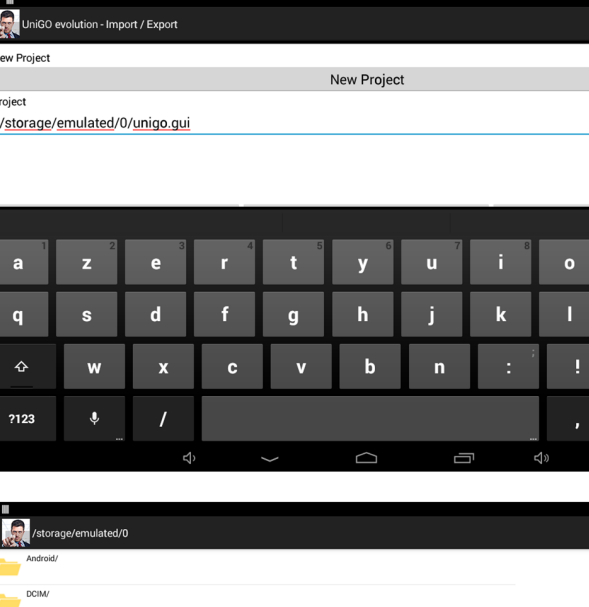 UniGO evolution - Import / Export
ew Project
New Project
roject
/storage/emulated/0/unigo.gui
1 2 3 4 5 6 7 8
a z e r t y u i o
q s d f g h j k l
;
w x c v b n : !
?123 / ,
... ...
/storage/emulated/0
Android/
DCIM/